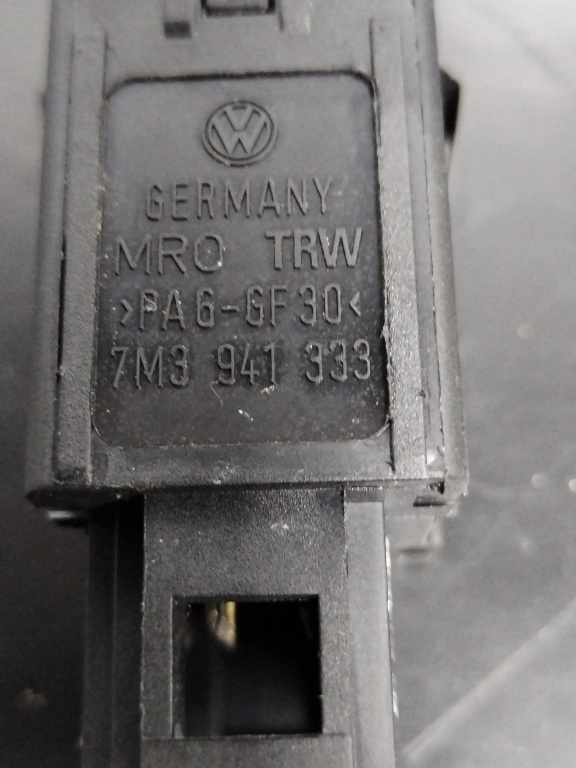 GERMANY
MRO TRW
>PA6-GF30<
7M3 941 333